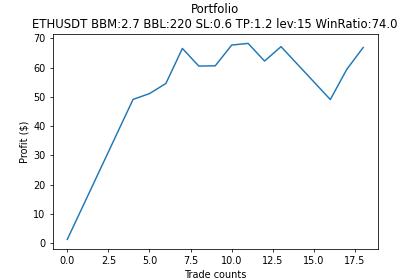 Portfolio
ETHUSDT BBM:2.7 BBL:220 SL:0.6 TP:1.2 lev:15 WinRatio:74.0
70
60
50
40
30
20
10
0
Profit ($)
0.0 2.5 5.0 7.5 10.0 12.5 15.0 17.5
Trade counts